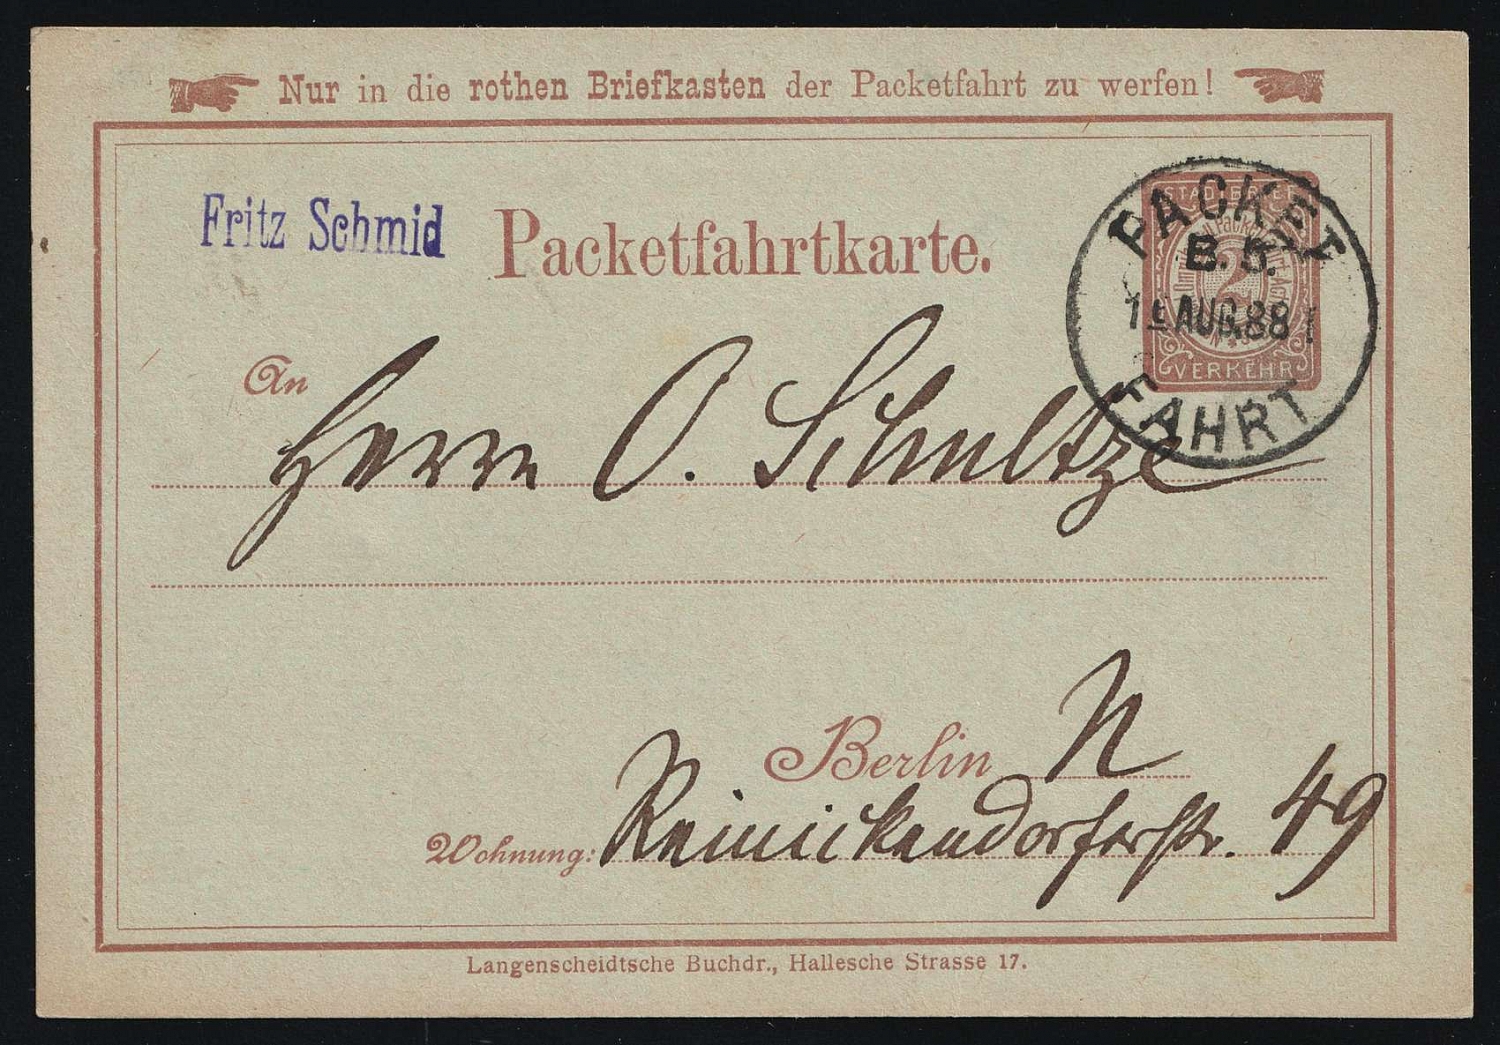 Nur in die rothen Briefkasten der Packetfahrt zu werfen!
Fritz Schmid
Packetfahrtkarte.
STADTBRIEF
2
VERKEHR
PACKET
B. 5.
AUG. 88
FAHRT
An
Herrn O. Schultze
Berlin N
Wohnung: Reinickendorferstr. 49
Langenscheidtsche Buchdr., Hallesche Strasse 17.